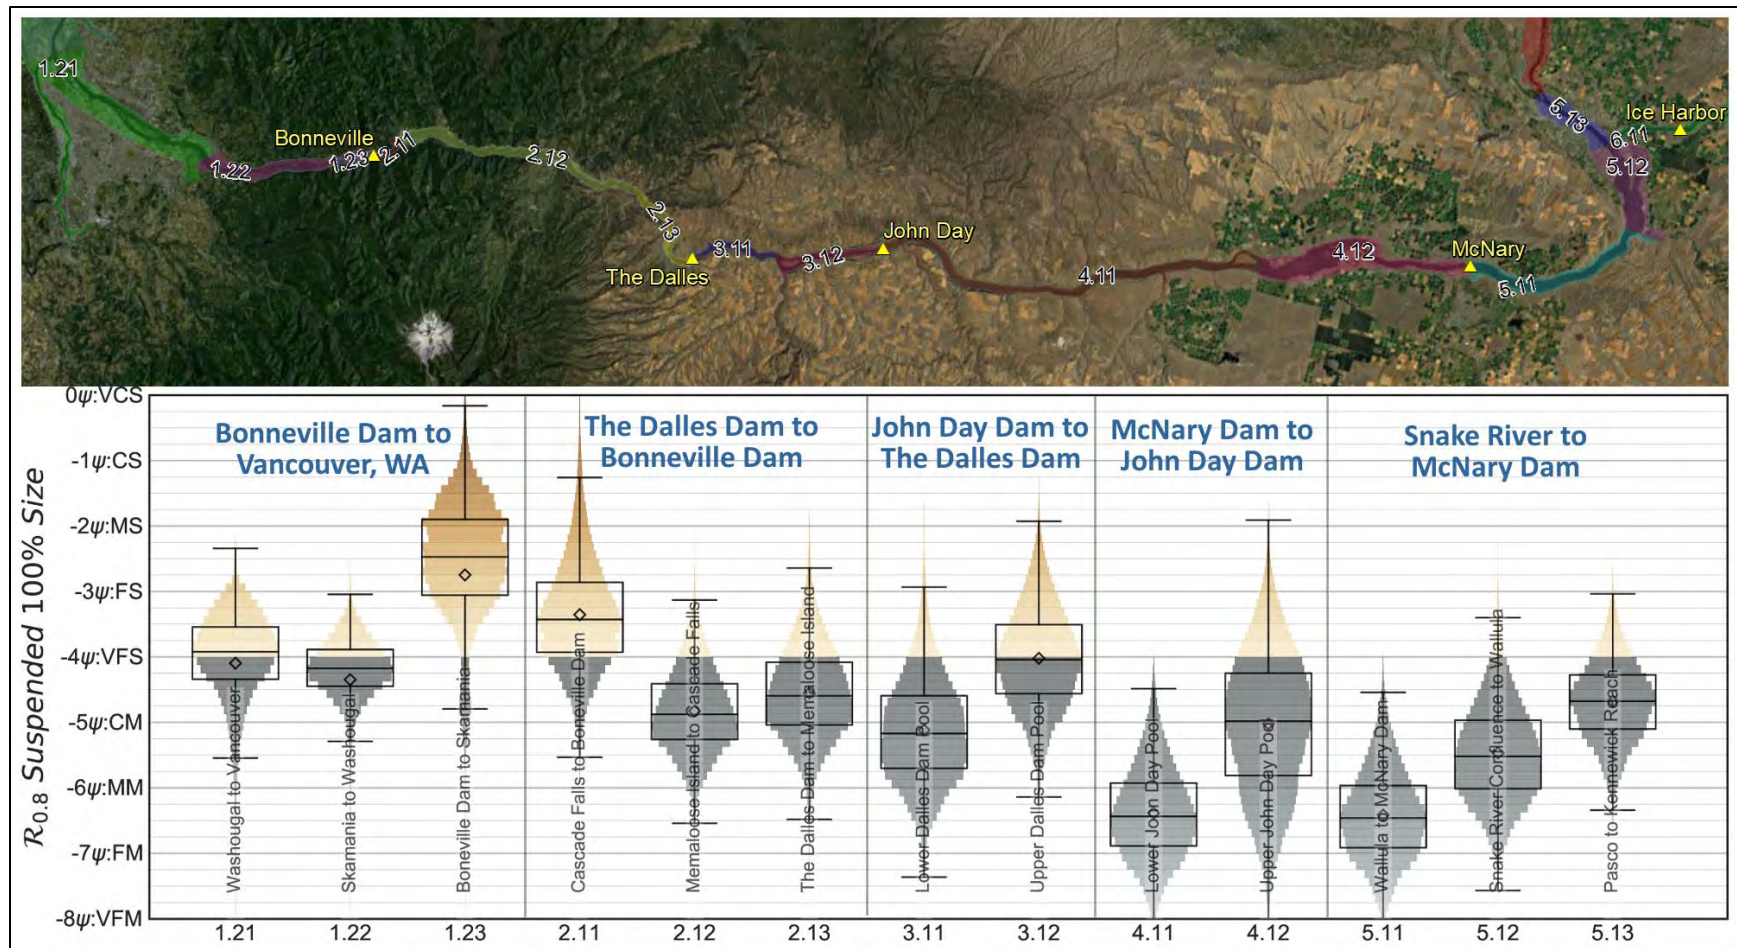 1.21
Bonneville
1.22
1.23
2.11
2.12
2.13
The Dalles
3.11
3.12
John Day
4.11
4.12
McNary
5.11
5.12
5.13
6.11
Ice Harbor
R0.8 Suspended 100% Size
0ψ:VCS
-1ψ:CS
-2ψ:MS
-3ψ:FS
-4ψ:VFS
-5ψ:CM
-6ψ:MM
-7ψ:FM
-8ψ:VFM
Bonneville Dam to
Vancouver, WA
The Dalles Dam to
Bonneville Dam
John Day Dam to
The Dalles Dam
McNary Dam to
John Day Dam
Snake River to
McNary Dam
Washougal to Vancouver
Skamania to Washougal
Boneville Dam to Skamania
Cascade Falls to Boneville Dam
Memaloose Island to Cascade Falls
The Dalles Dam to Memaloose Island
Lower Dalles Dam Pool
Upper Dalles Dam Pool
Lower Jon Day Pool
Upper John Day Pool
Wallula to McNary Dam
Snake River Confluence to Wallula
Pasco to Kennewick Reach
1.21 1.22 1.23 2.11 2.12 2.13 3.11 3.12 4.11 4.12 5.11 5.12 5.13